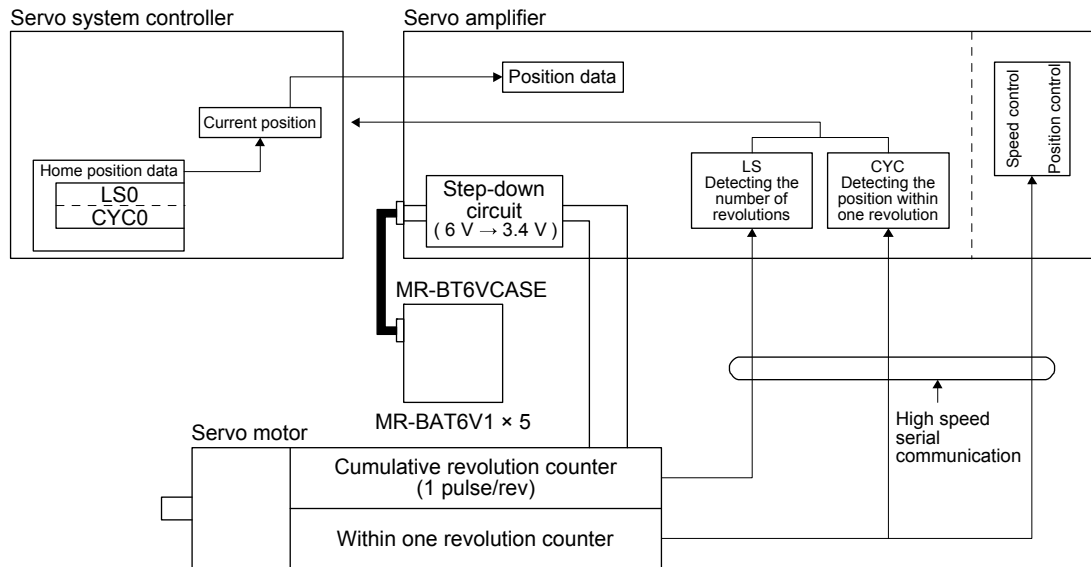 Servo system controller
Servo amplifier
Position data
Current position
Home position data
LS0
CYC0
Step-down
circuit
( 6 V → 3.4 V )
LS
Detecting the
number of
revolutions
CYC
Detecting the
position within
one revolution
Speed control
Position control
MR-BT6VCASE
MR-BAT6V1 × 5
High speed
serial
communication
Servo motor
Cumulative revolution counter
(1 pulse/rev)
Within one revolution counter